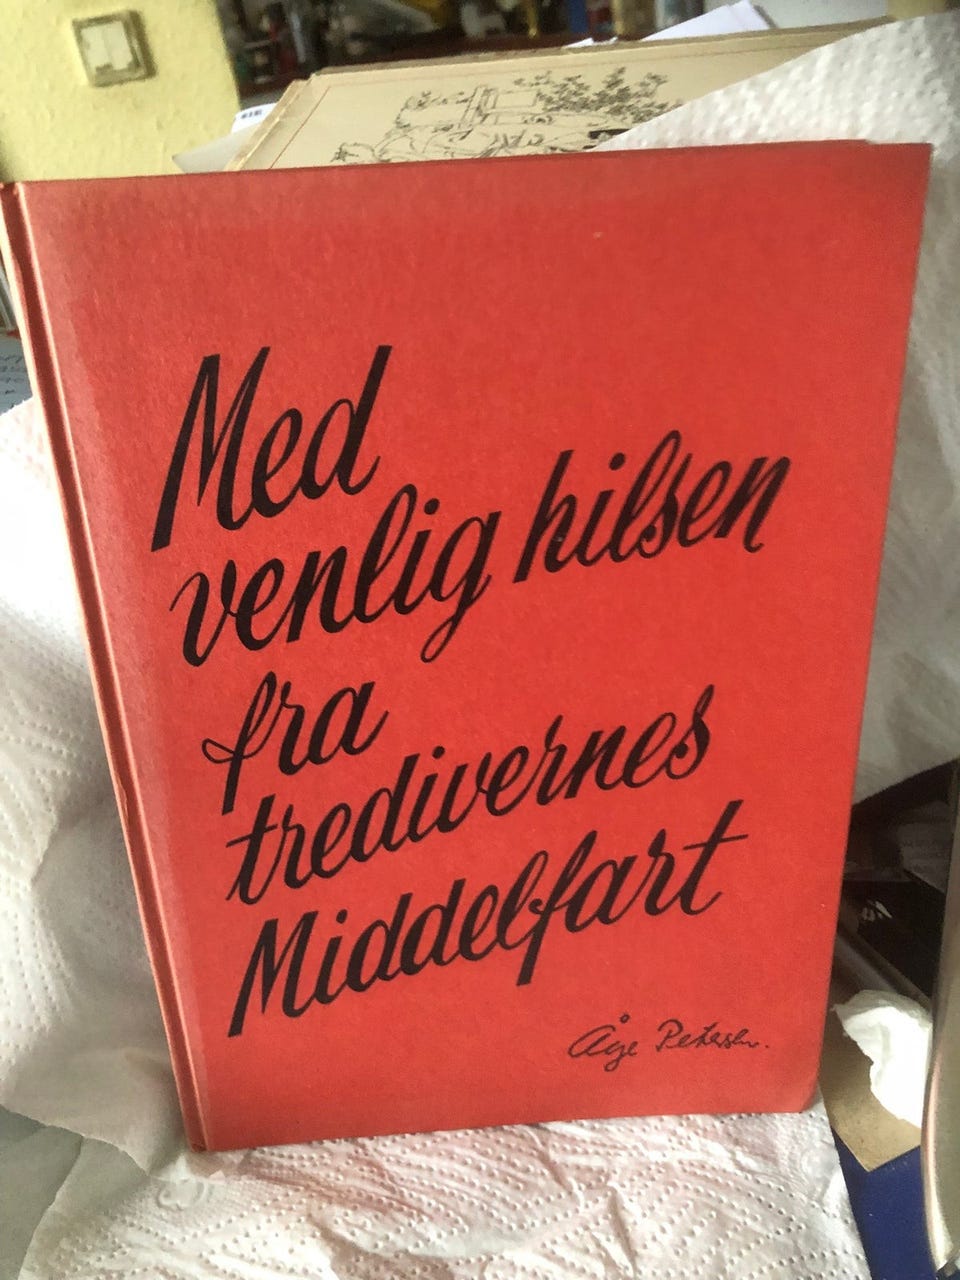 Med
venlig hilsen
fra
tredivernes
Middelfart
Åge Petersen.